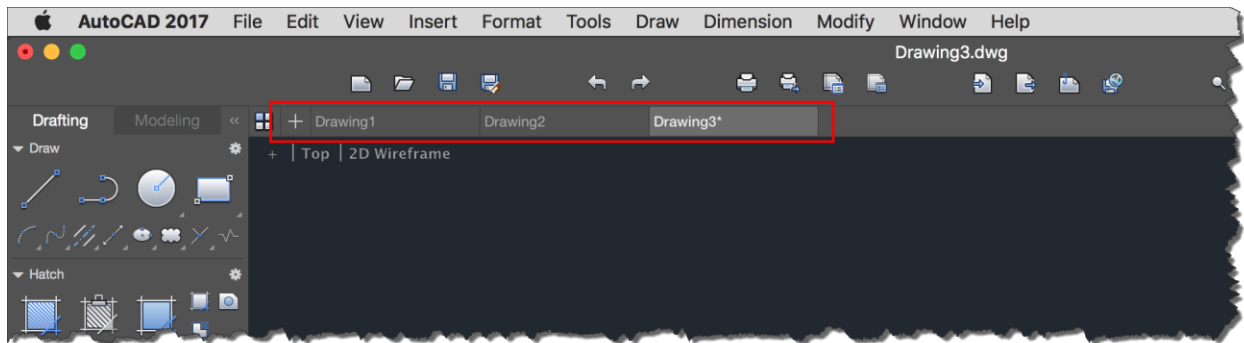 AutoCAD 2017 File Edit View Insert Format Tools Draw Dimension Modify Window Help
Drawing3.dwg
Drafting Modeling « + Drawing1 Drawing2 Drawing3*
Draw
+ | Top | 2D Wireframe
Hatch